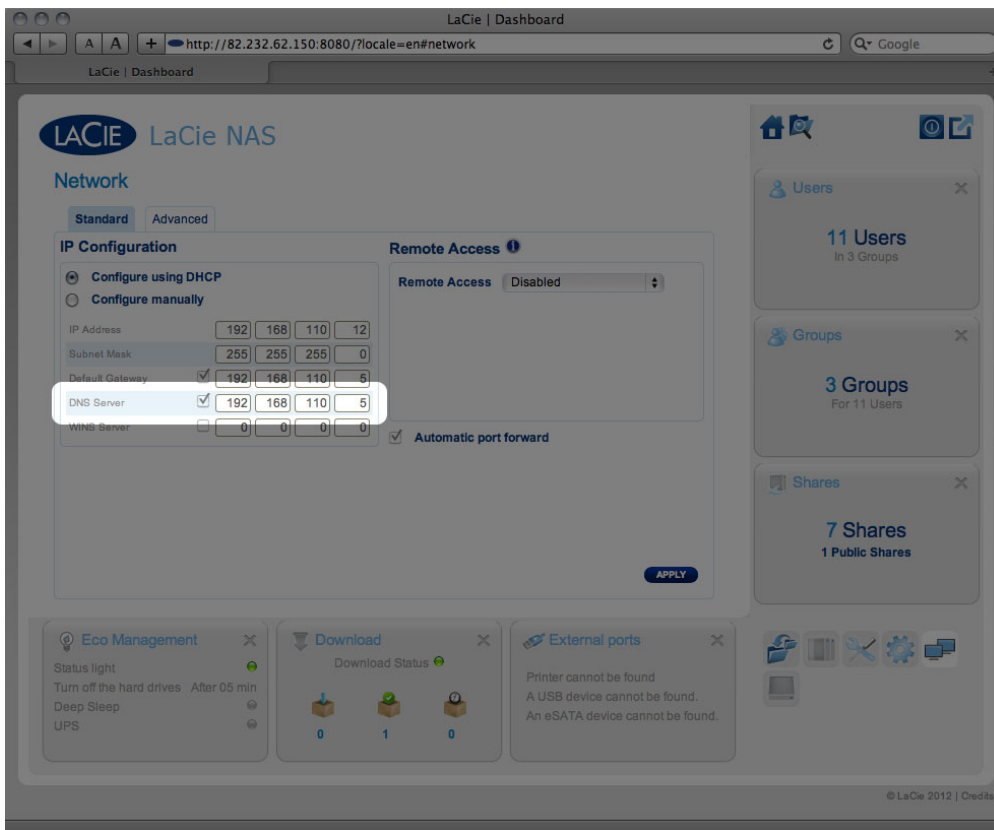 LaCie | Dashboard
A A + http://82.232.62.150:8080/?locale=en#network Google
LaCie | Dashboard
LACIE LaCie NAS
Network
Standard Advanced
IP Configuration
Configure using DHCP
Configure manually
IP Address 192 168 110 12
Subnet Mask 255 255 255 0
Default Gateway 192 168 110 5
DNS Server 192 168 110 5
WINS Server 0 0 0 0
Remote Access i
Remote Access Disabled
Automatic port forward
APPLY
Users
11 Users
In 3 Groups
Groups
3 Groups
For 11 Users
Shares
7 Shares
1 Public Shares
Eco Management
Status light
Turn off the hard drives After 05 min
Deep Sleep
UPS
Download
Download Status
0 1 0
External ports
Printer cannot be found
A USB device cannot be found.
An eSATA device cannot be found.
© LaCie 2012 | Credits